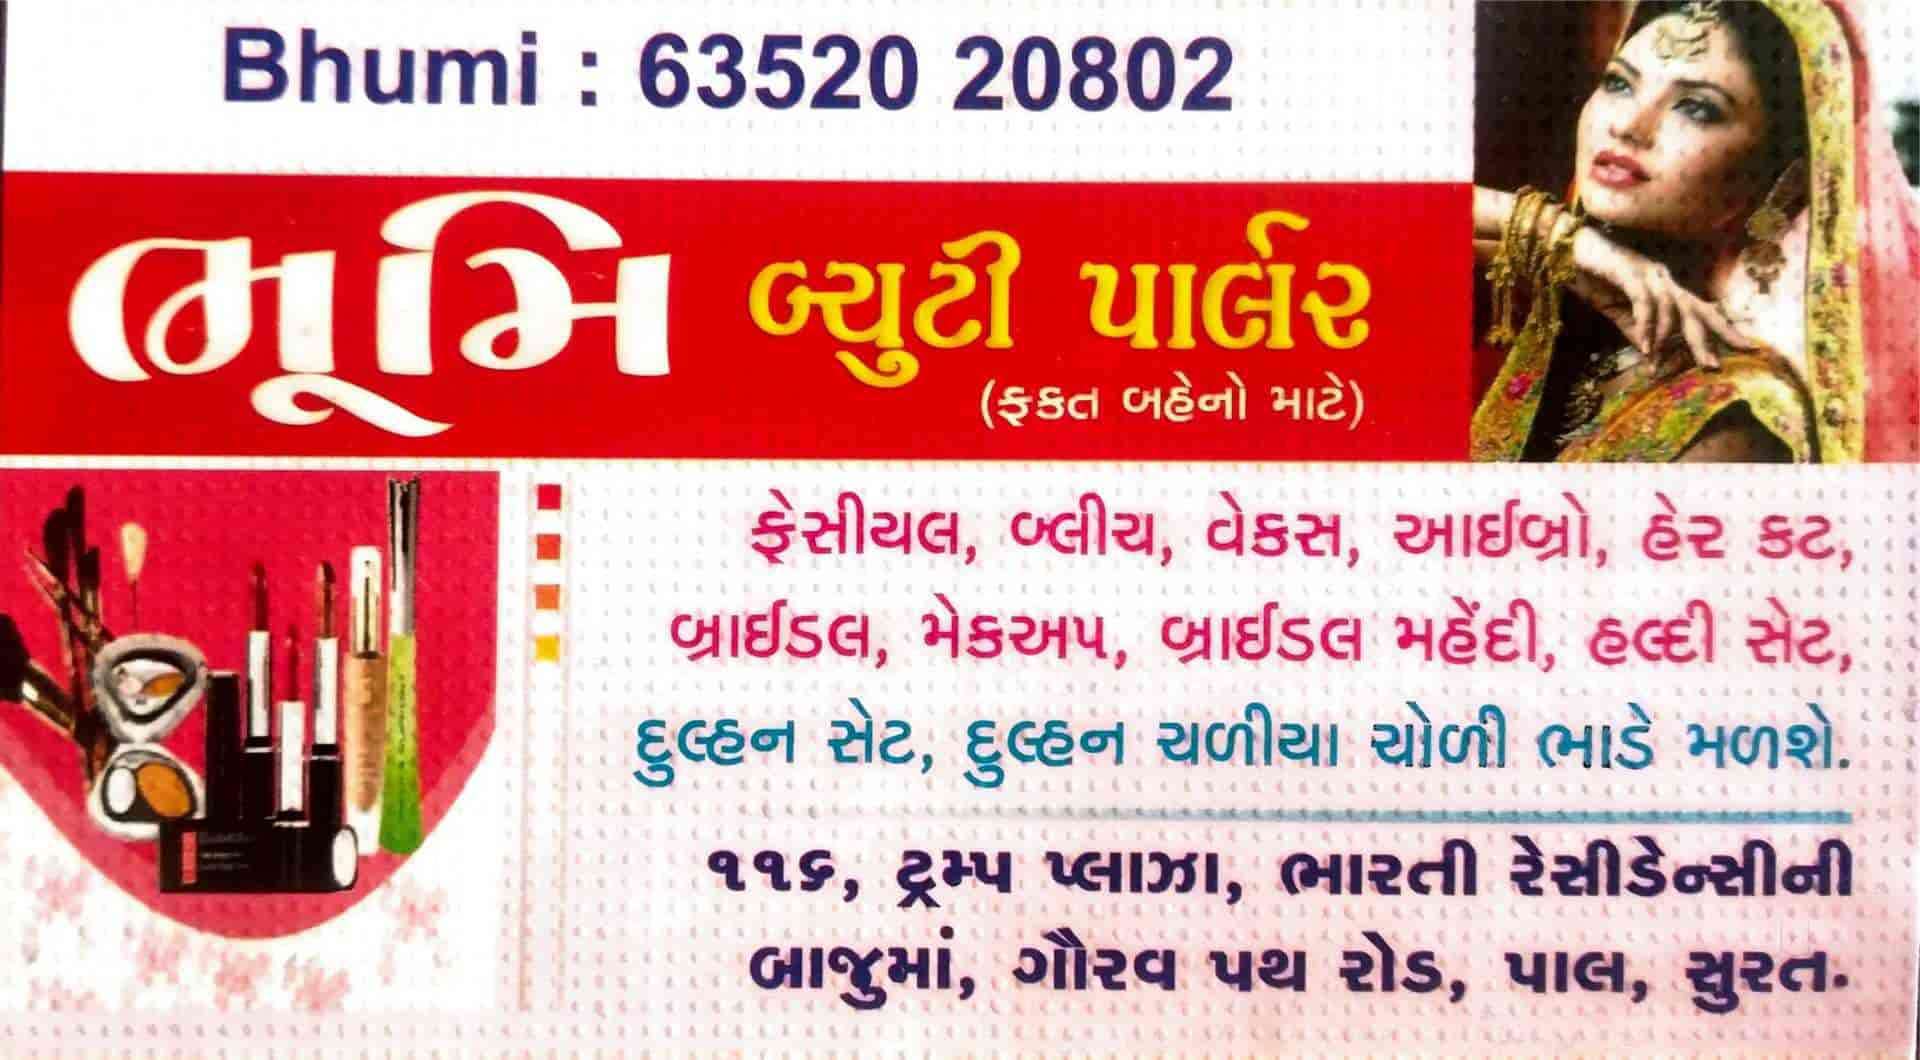 Bhumi : 63520 20802
ભૂમિ બ્યુટી પાર્લર
(ફક્ત બહેનો માટે)
ફેસીયલ, બ્લીચ, વેકસ, આઈબ્રો, હેર કટ,
બ્રાઈડલ, મેકઅપ, બ્રાઈડલ મહેંદી, હલ્દી સેટ,
દુલ્હન સેટ, દુલ્હન ચળીયા ચોળી ભાડે મળશે.
૧૧૬, ટ્રમ્પ પ્લાઝા, ભારતી રેસીડેન્સીની
બાજુમાં, ગૌરવ પથ રોડ, પાલ, સુરત.